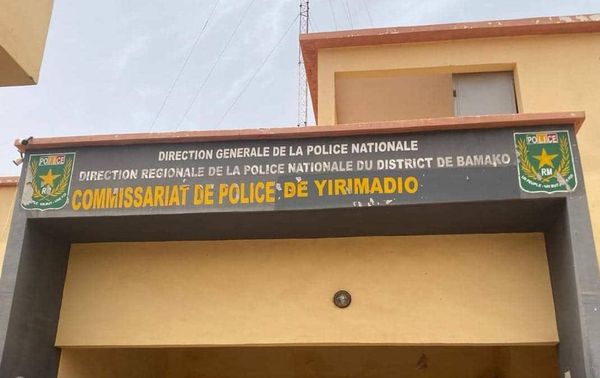 DIRECTION GENERALE DE LA POLICE NATIONALE
DIRECTION REGIONALE DE LA POLICE NATIONALE DU DISTRICT DE BAMAKO
COMMISSARIAT DE POLICE DE YIRIMADIO
POLICE
RM
POLICE
RM